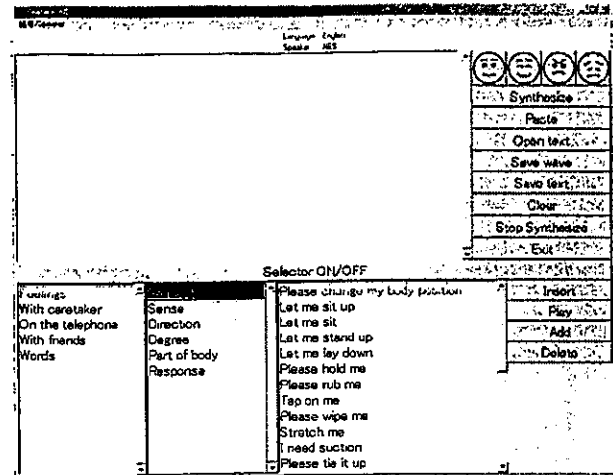 Language English
Speaker
Synthesize
Paste
Open text
Save wave
Save text
Clear
Stop Synthesize
Exit
Selector ON/OFF
Feelings
With caretaker
On the telephone
With friends
Words
Sense
Direction
Degree
Part of body
Response
Please change my body position
Let me sit up
Let me sit
Let me stand up
Let me lay down
Please hold me
Please rub me
Tap on me
Please wipe me
Stretch me
I need suction
Please tie it up
Insert
Play
Add
Delete